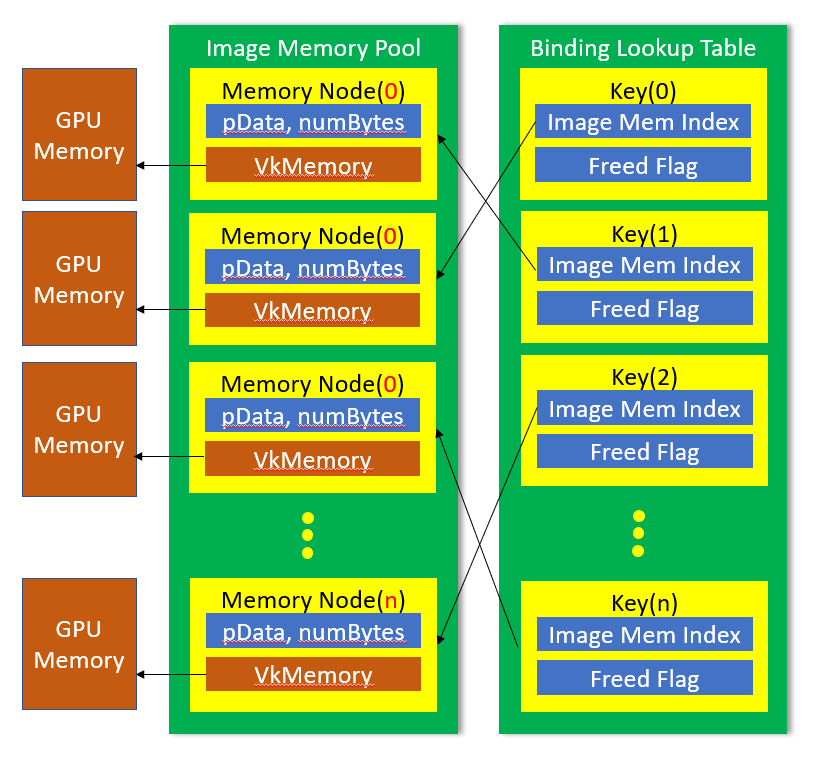 Image Memory Pool
Memory Node(0)
pData, numBytes
VkMemory
GPU
Memory
Memory Node(0)
pData, numBytes
VkMemory
GPU
Memory
Memory Node(0)
pData, numBytes
VkMemory
GPU
Memory
Memory Node(n)
pData, numBytes
VkMemory
GPU
Memory
Binding Lookup Table
Key(0)
Image Mem Index
Freed Flag
Key(1)
Image Mem Index
Freed Flag
Key(2)
Image Mem Index
Freed Flag
Key(n)
Image Mem Index
Freed Flag